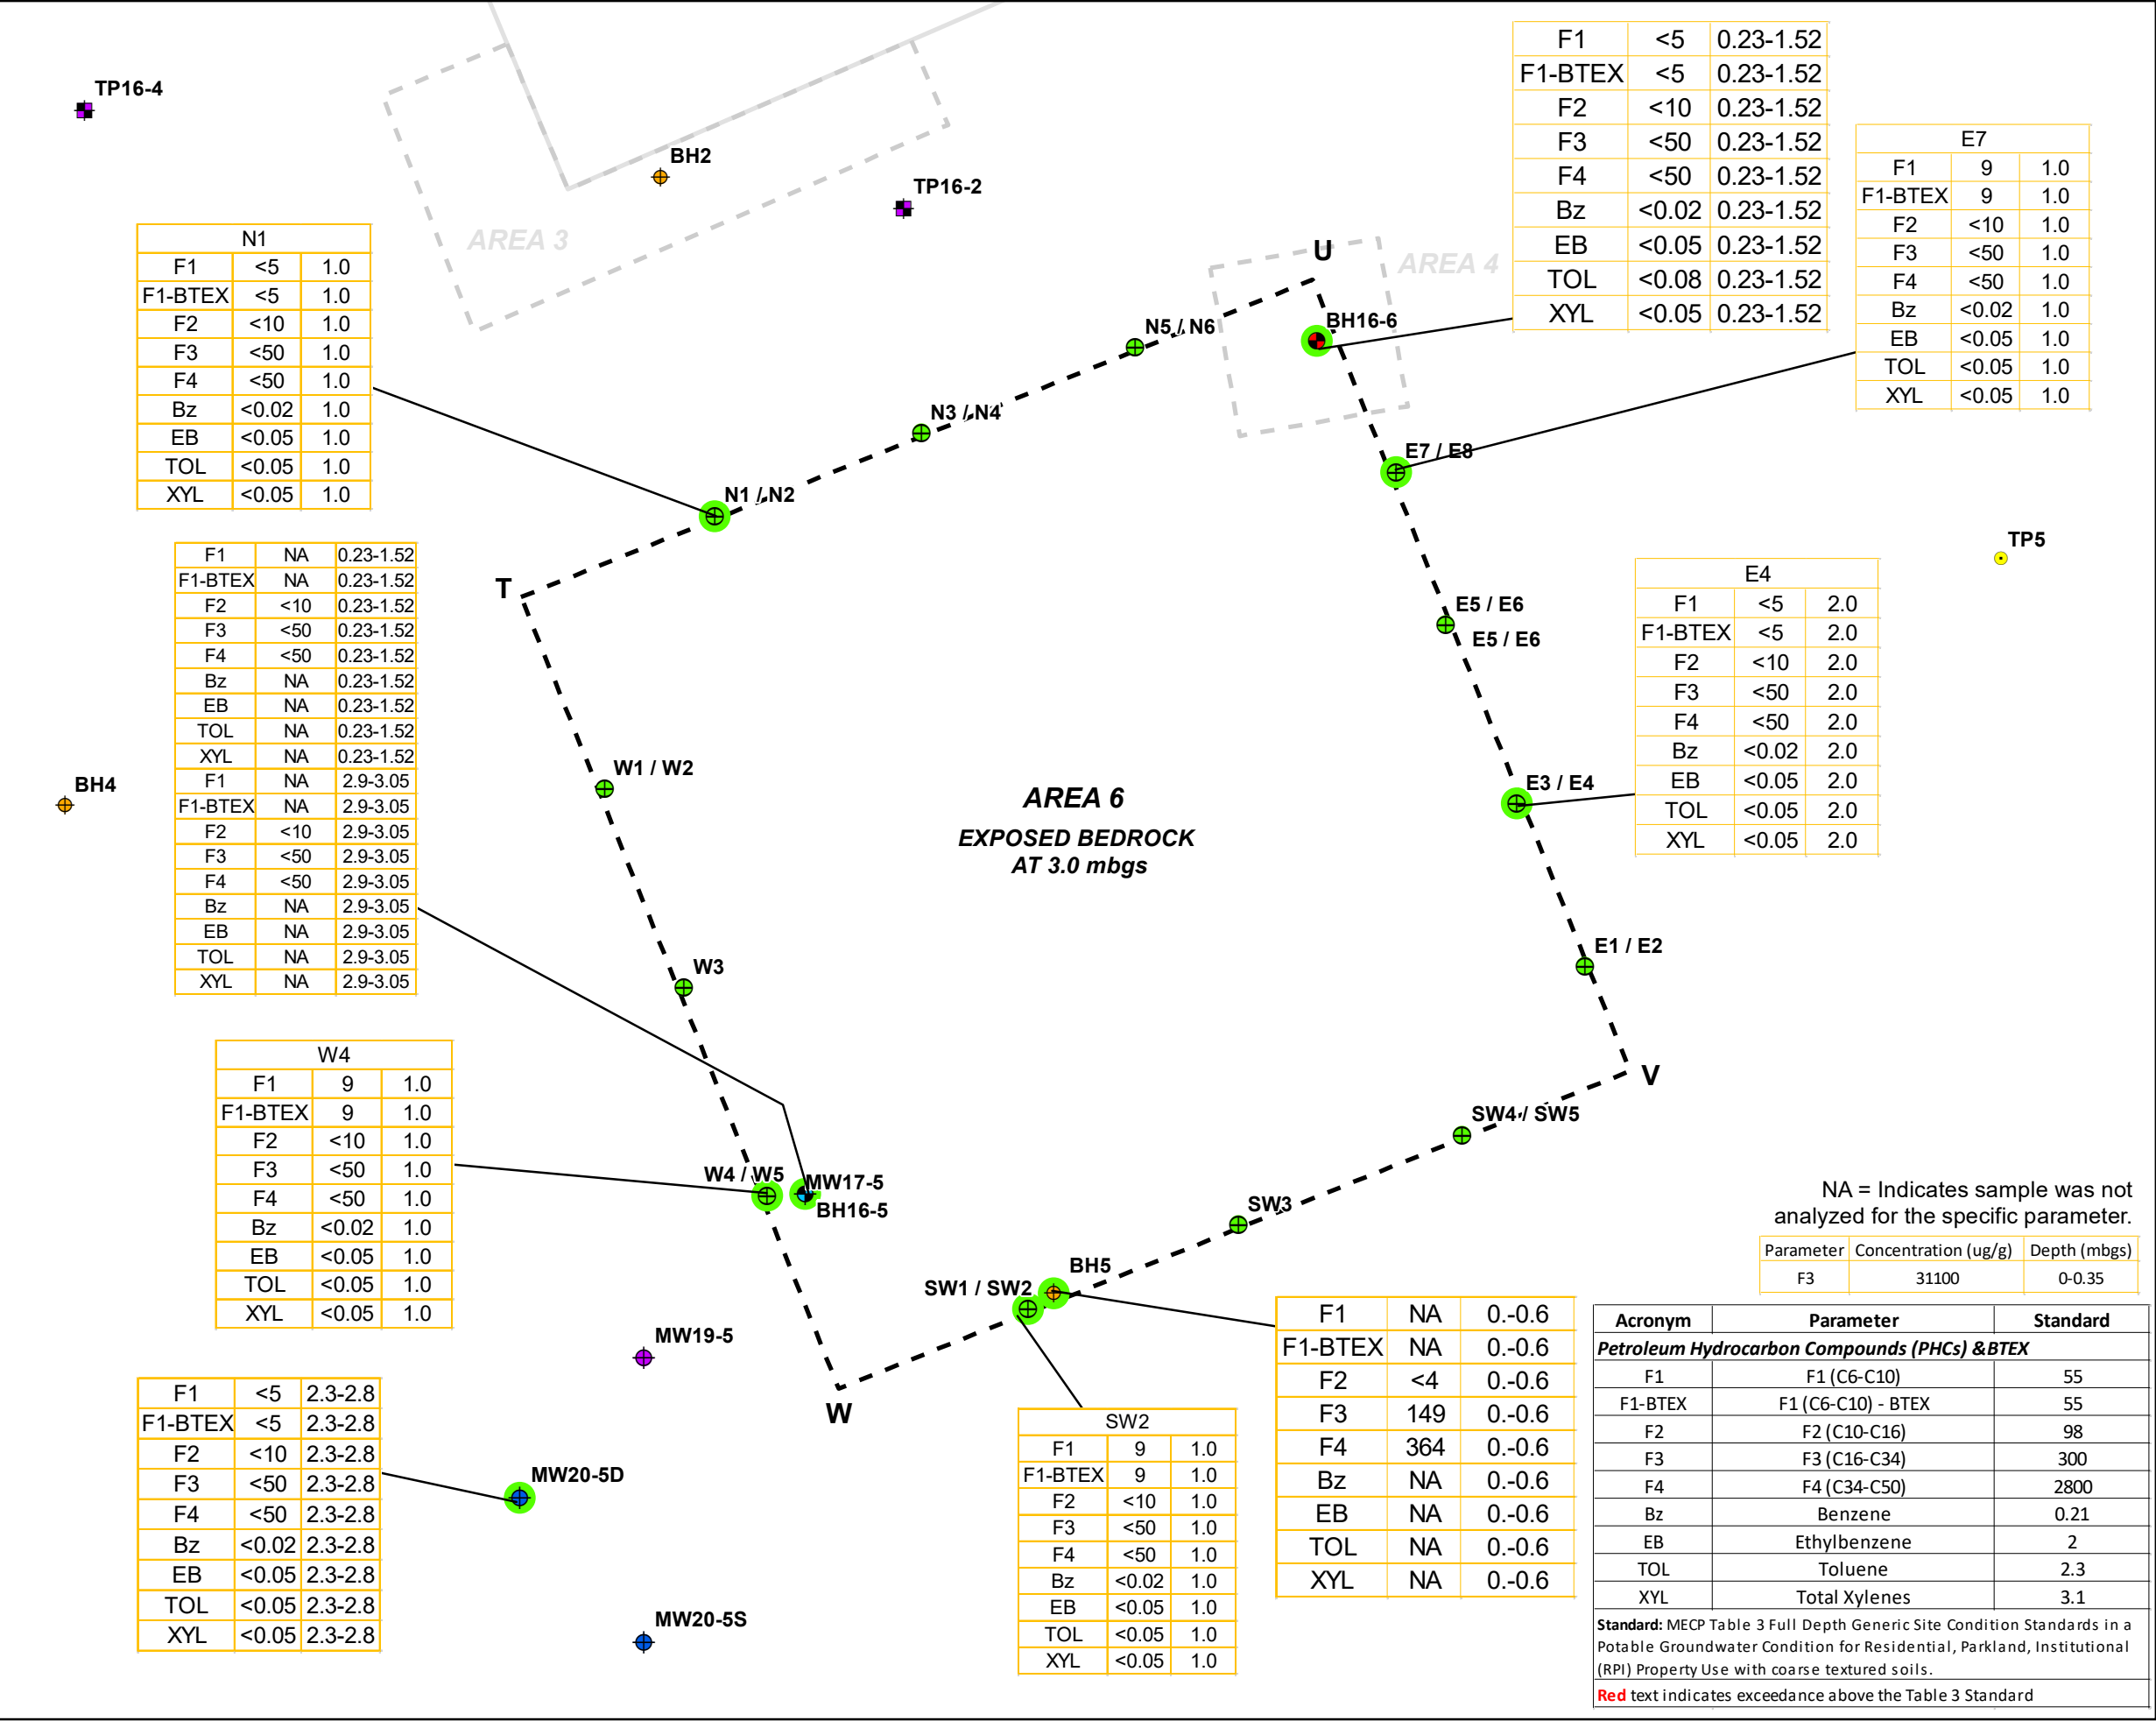 TP16-4
BH2
TP16-2
AREA 3
U
AREA 4
BH16-6
F1 <5 0.23-1.52
F1-BTEX <5 0.23-1.52
F2 <10 0.23-1.52
F3 <50 0.23-1.52
F4 <50 0.23-1.52
Bz <0.02 0.23-1.52
EB <0.05 0.23-1.52
TOL <0.08 0.23-1.52
XYL <0.05 0.23-1.52
E7
F1 9 1.0
F1-BTEX 9 1.0
F2 <10 1.0
F3 <50 1.0
F4 <50 1.0
Bz <0.02 1.0
EB <0.05 1.0
TOL <0.05 1.0
XYL <0.05 1.0
N1
F1 <5 1.0
F1-BTEX <5 1.0
F2 <10 1.0
F3 <50 1.0
F4 <50 1.0
Bz <0.02 1.0
EB <0.05 1.0
TOL <0.05 1.0
XYL <0.05 1.0
N5 / N6
N3 / N4
N1 / N2
E7 / E8
TP5
T
F1 NA 0.23-1.52
F1-BTEX NA 0.23-1.52
F2 <10 0.23-1.52
F3 <50 0.23-1.52
F4 <50 0.23-1.52
Bz NA 0.23-1.52
EB NA 0.23-1.52
TOL NA 0.23-1.52
XYL NA 0.23-1.52
F1 NA 2.9-3.05
F1-BTEX NA 2.9-3.05
F2 <10 2.9-3.05
F3 <50 2.9-3.05
F4 <50 2.9-3.05
Bz NA 2.9-3.05
EB NA 2.9-3.05
TOL NA 2.9-3.05
XYL NA 2.9-3.05
E5 / E6
E5 / E6
E4
F1 <5 2.0
F1-BTEX <5 2.0
F2 <10 2.0
F3 <50 2.0
F4 <50 2.0
Bz <0.02 2.0
EB <0.05 2.0
TOL <0.05 2.0
XYL <0.05 2.0
BH4
W1 / W2
AREA 6
EXPOSED BEDROCK
AT 3.0 mbgs
E3 / E4
W3
E1 / E2
V
W4
F1 9 1.0
F1-BTEX 9 1.0
F2 <10 1.0
F3 <50 1.0
F4 <50 1.0
Bz <0.02 1.0
EB <0.05 1.0
TOL <0.05 1.0
XYL <0.05 1.0
W4 / W5
MW17-5
BH16-5
SW4 / SW5
SW3
BH5
SW1 / SW2
MW19-5
W
F1 <5 2.3-2.8
F1-BTEX <5 2.3-2.8
F2 <10 2.3-2.8
F3 <50 2.3-2.8
F4 <50 2.3-2.8
Bz <0.02 2.3-2.8
EB <0.05 2.3-2.8
TOL <0.05 2.3-2.8
XYL <0.05 2.3-2.8
MW20-5D
MW20-5S
SW2
F1 9 1.0
F1-BTEX 9 1.0
F2 <10 1.0
F3 <50 1.0
F4 <50 1.0
Bz <0.02 1.0
EB <0.05 1.0
TOL <0.05 1.0
XYL <0.05 1.0
F1 NA 0.-0.6
F1-BTEX NA 0.-0.6
F2 <4 0.-0.6
F3 149 0.-0.6
F4 364 0.-0.6
Bz NA 0.-0.6
EB NA 0.-0.6
TOL NA 0.-0.6
XYL NA 0.-0.6
NA = Indicates sample was not
analyzed for the specific parameter.
Parameter Concentration (ug/g) Depth (mbgs)
F3 31100 0-0.35
Acronym Parameter Standard
Petroleum Hydrocarbon Compounds (PHCs) &BTEX
F1 F1 (C6-C10) 55
F1-BTEX F1 (C6-C10) - BTEX 55
F2 F2 (C10-C16) 98
F3 F3 (C16-C34) 300
F4 F4 (C34-C50) 2800
Bz Benzene 0.21
EB Ethylbenzene 2
TOL Toluene 2.3
XYL Total Xylenes 3.1
Standard: MECP Table 3 Full Depth Generic Site Condition Standards in a
Potable Groundwater Condition for Residential, Parkland, Institutional
(RPI) Property Use with coarse textured soils.
Red text indicates exceedance above the Table 3 Standard